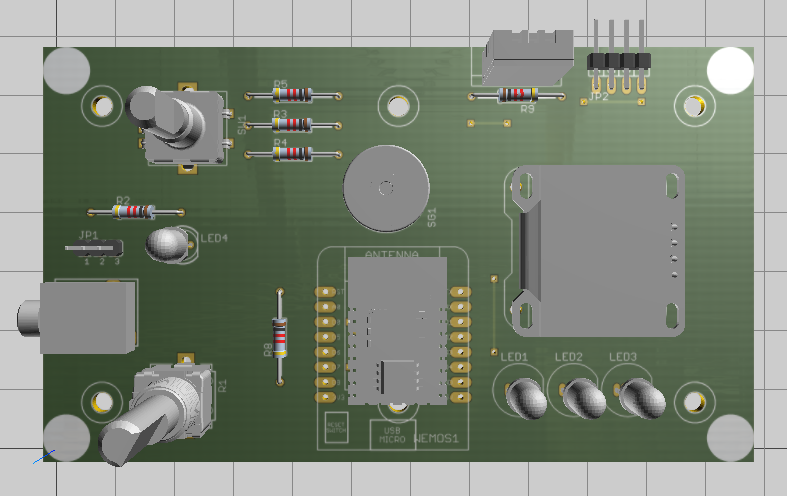 R5
SW1
R3
R4
R9
JP2
R2
JP1
1 2 3
LED4
SG1
ANTENNA
R8
R1
LED1
LED2
LED3
RESET
SWITCH
USB
MICRO
WEMOS1